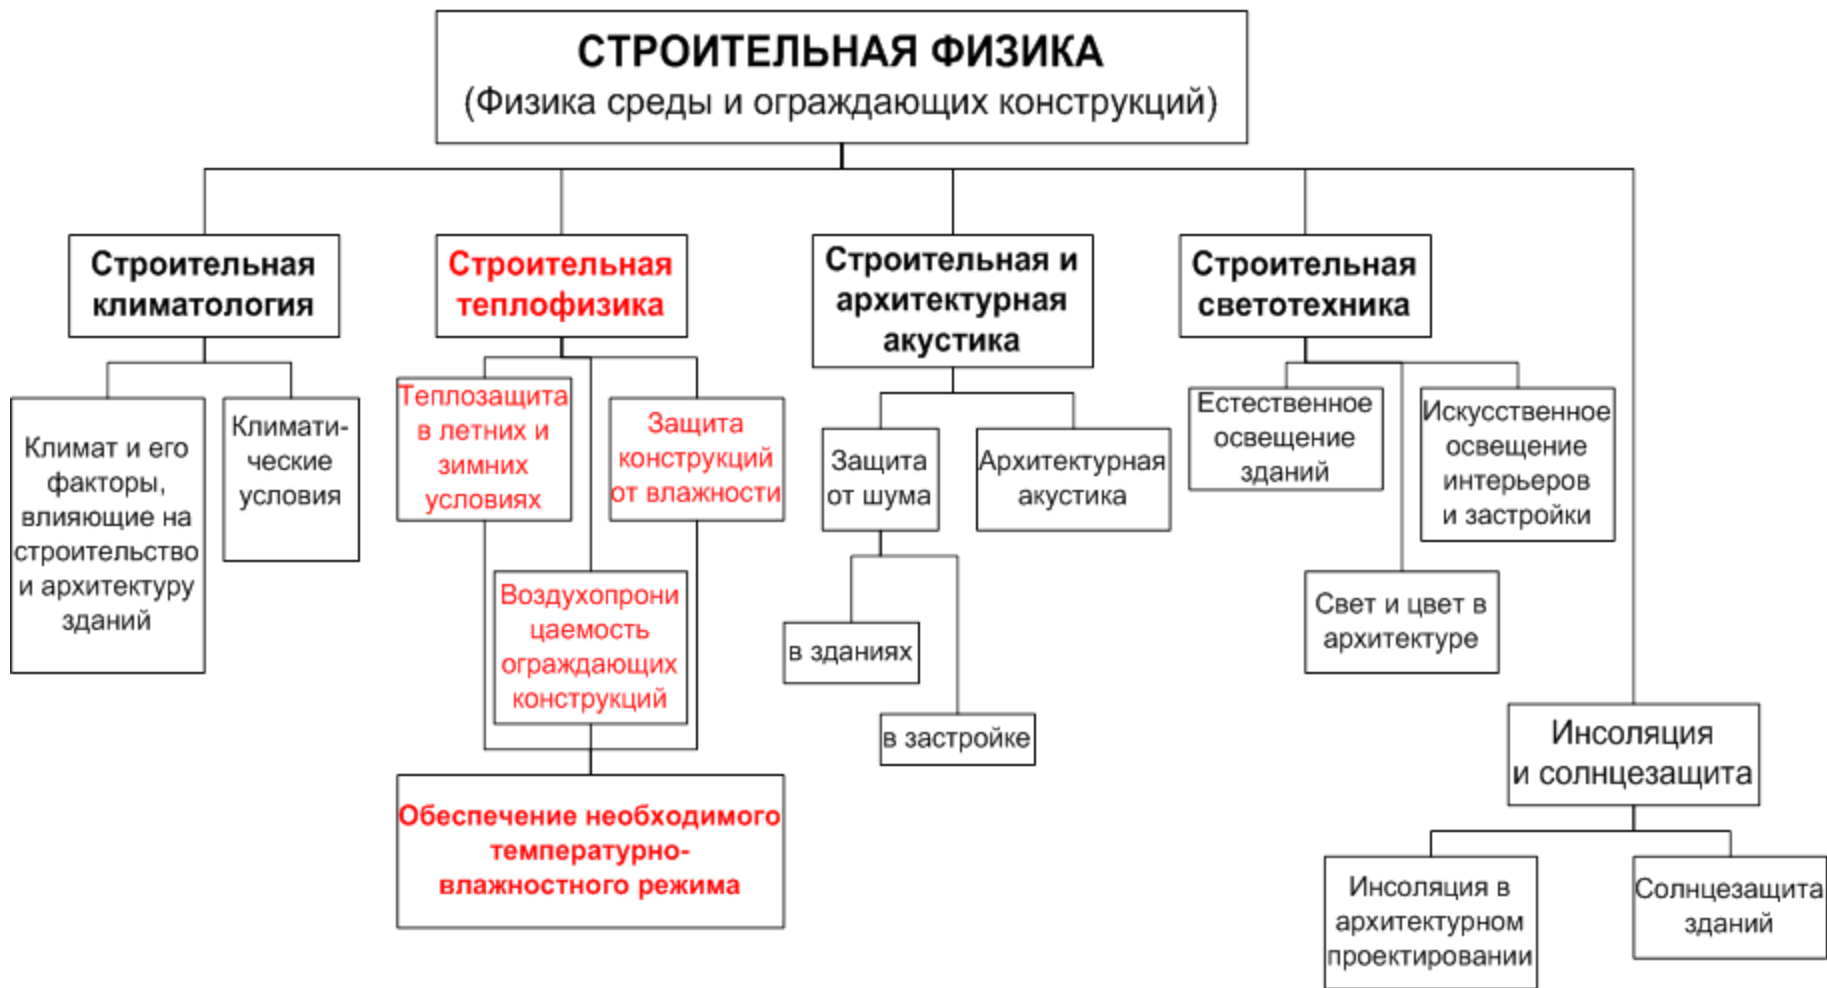 СТРОИТЕЛЬНАЯ ФИЗИКА
(Физика среды и ограждающих конструкций)
Строительная
климатология
Климат и его
факторы,
влияющие на
строительство
и архитектуру
зданий
Климати-
ческие
условия
Строительная
теплофизика
Теплозащита
в летних и
зимних
условиях
Защита
конструкций
от влажности
Воздухопрони
цаемость
ограждающих
конструкций
Обеспечение необходимого
температурно-
влажностного режима
Строительная и
архитектурная
акустика
Защита
от шума
Архитектурная
акустика
в зданиях
в застройке
Строительная
светотехника
Естественное
освещение
зданий
Искусственное
освещение
интерьеров
и застройки
Свет и цвет в
архитектуре
Инсоляция
и солнцезащита
Инсоляция в
архитектурном
проектировании
Солнцезащита
зданий